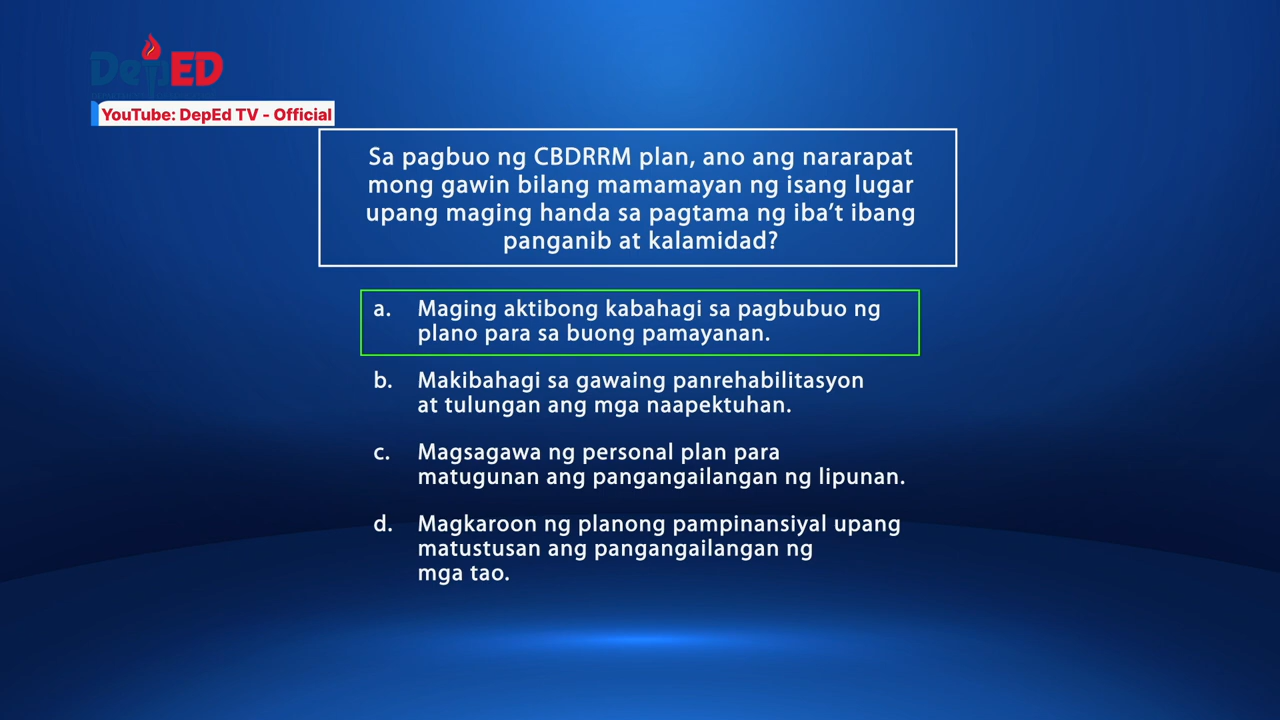 DepED
YouTube: DepEd TV - Official
Sa pagbuo ng CBDRRM plan, ano ang nararapat
mong gawin bilang mamamayan ng isang lugar
upang maging handa sa pagtama ng iba’t ibang
panganib at kalamidad?
a. Maging aktibong kabahagi sa pagbubuo ng
plano para sa buong pamayanan.
b. Makibahagi sa gawaing panrehabilitasyon
at tulungan ang mga naapektuhan.
c. Magsagawa ng personal plan para
matugunan ang pangangailangan ng lipunan.
d. Magkaroon ng planong pampinansiyal upang
matustusan ang pangangailangan ng
mga tao.